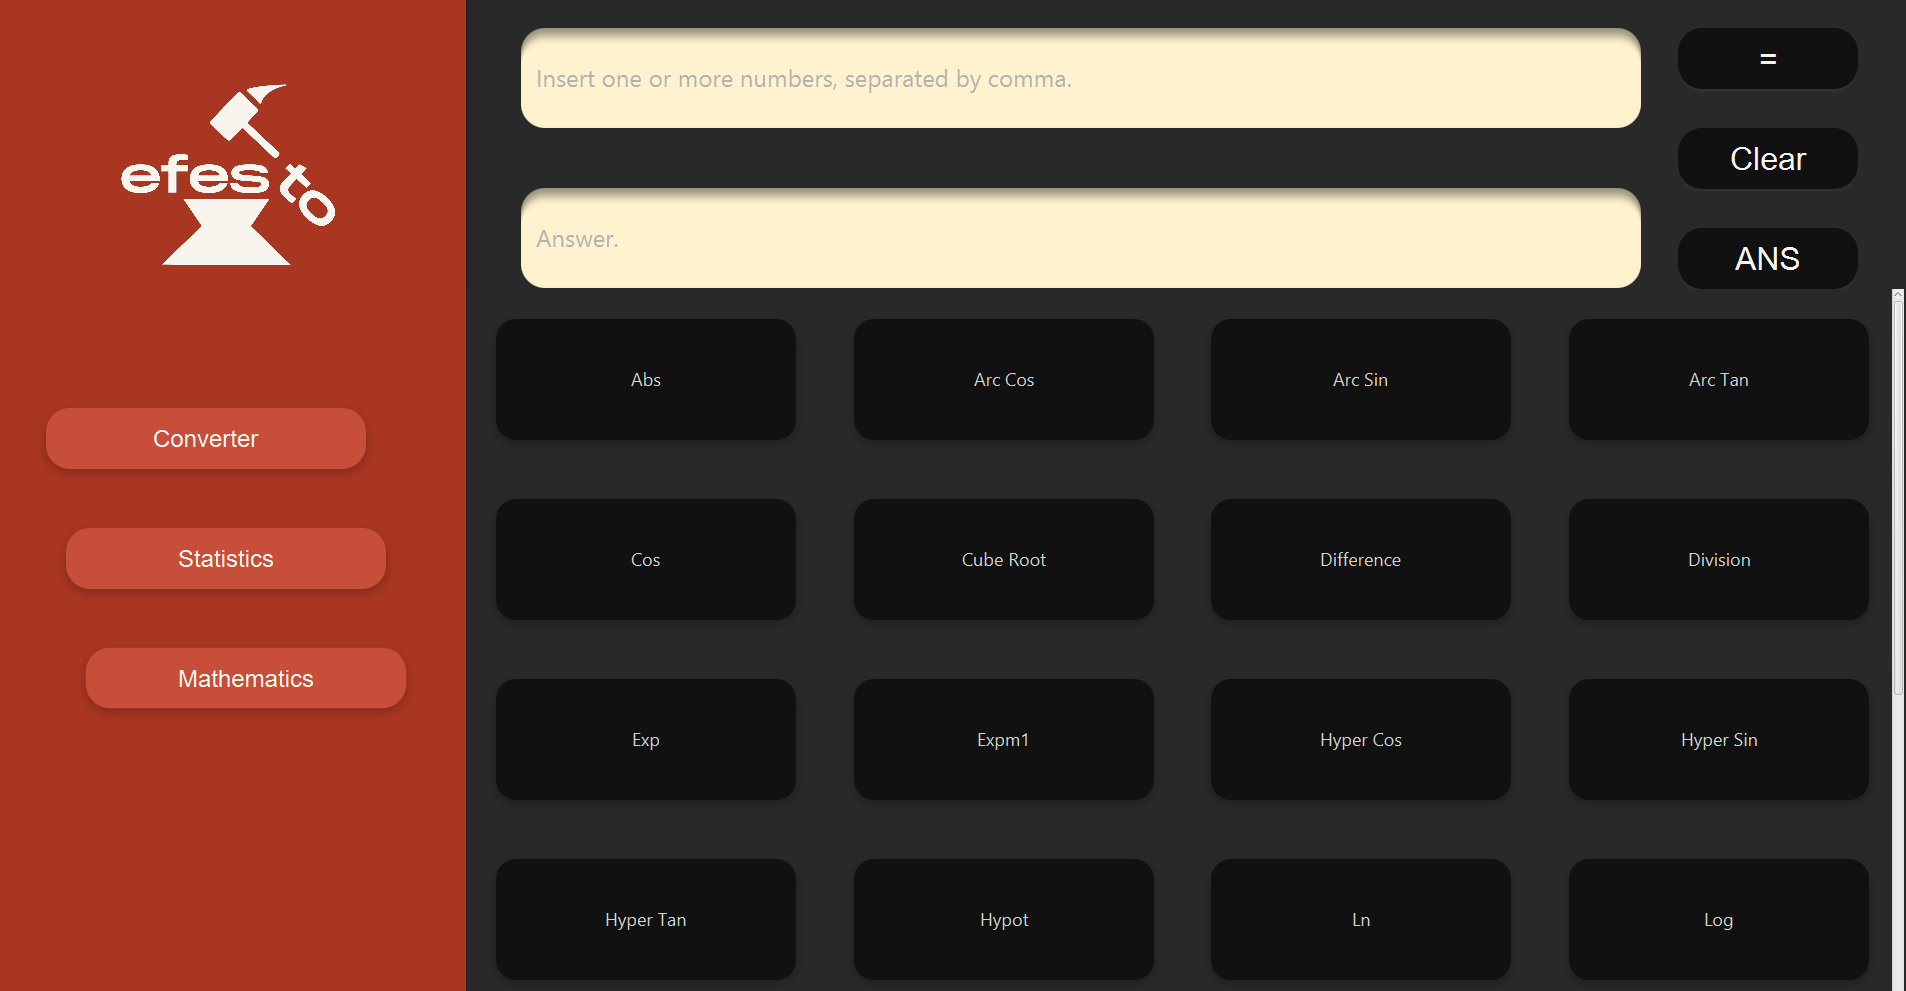 efesto
Converter
Statistics
Mathematics
Insert one or more numbers, separated by comma.
Answer.
=
Clear
ANS
Abs
Arc Cos
Arc Sin
Arc Tan
Cos
Cube Root
Difference
Division
Exp
Expm1
Hyper Cos
Hyper Sin
Hyper Tan
Hypot
Ln
Log